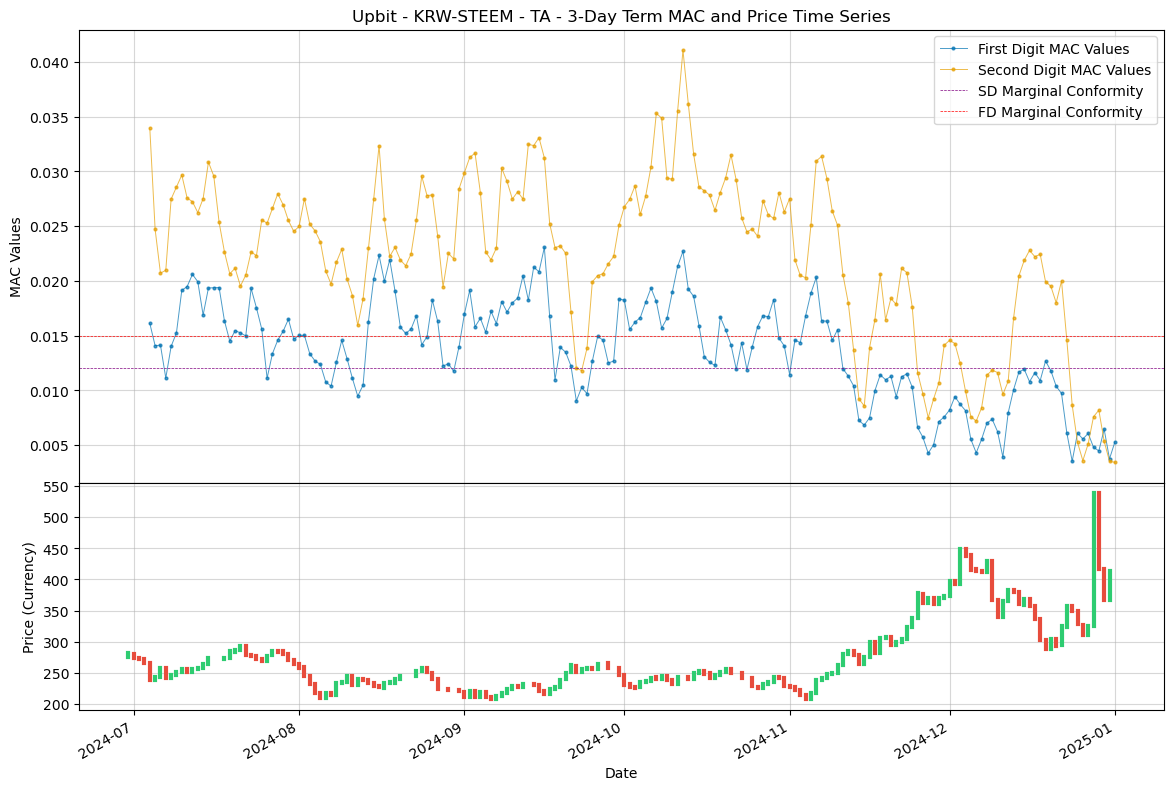 Upbit - KRW-STEEM - TA - 3-Day Term MAC and Price Time Series
First Digit MAC Values
Second Digit MAC Values
SD Marginal Conformity
FD Marginal Conformity
MAC Values
0.040
0.035
0.030
0.025
0.020
0.015
0.010
0.005
Price (Currency)
550
500
450
400
350
300
250
200
2024-07
2024-08
2024-09
2024-10
2024-11
2024-12
2025-01
Date